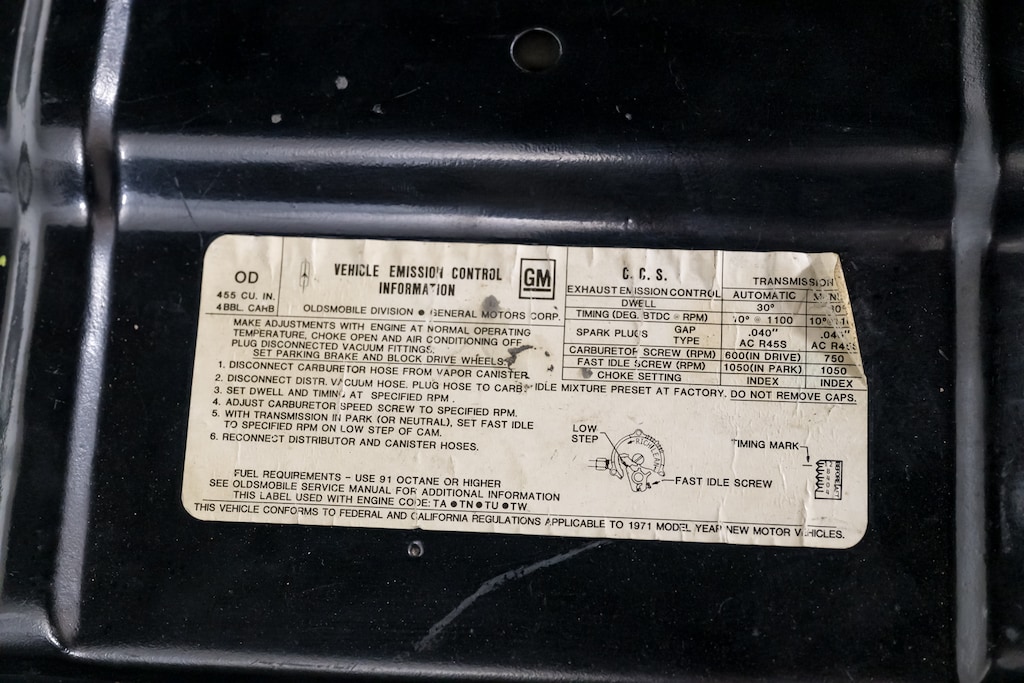 OD
455 CU. IN.
4BBL. CAHB
VEHICLE EMISSION CONTROL
INFORMATION
GM
OLDSMOBILE DIVISION ● GENERAL MOTORS CORP.
MAKE ADJUSTMENTS WITH ENGINE AT NORMAL OPERATING
TEMPERATURE, CHOKE OPEN AND AIR CONDITIONING OFF
PLUG DISCONNECTED VACUUM FITTINGS.
SET PARKING BRAKE AND BLOCK DRIVE WHEELS
1. DISCONNECT CARBURETOR HOSE FROM VAPOR CANISTER
2. DISCONNECT DISTR. VACUUM HOSE. PLUG HOSE TO CARB.
3. SET DWELL AND TIMING AT SPECIFIED RPM.
4. ADJUST CARBURETOR SPEED SCREW TO SPECIFIED RPM.
5. WITH TRANSMISSION IN PARK (OR NEUTRAL), SET FAST IDLE
TO SPECIFIED RPM ON LOW STEP OF CAM.
6. RECONNECT DISTRIBUTOR AND CANISTER HOSES.
C. C. S.
EXHAUST EMISSION CONTROL
TRANSMISSION
AUTOMATIC
DWELL 30°
TIMING (DEG. BTDC @ RPM) 10° @ 1100
SPARK PLUGS GAP .040"
TYPE AC R45S AC R45S
CARBURETOR SCREW (RPM) 600(IN DRIVE) 750
FAST IDLE SCREW (RPM) 1050(IN PARK) 1050
CHOKE SETTING INDEX INDEX
IDLE MIXTURE PRESET AT FACTORY. DO NOT REMOVE CAPS.
LOW
STEP
FAST IDLE SCREW
TIMING MARK
FUEL REQUIREMENTS - USE 91 OCTANE OR HIGHER
SEE OLDSMOBILE SERVICE MANUAL FOR ADDITIONAL INFORMATION
THIS LABEL USED WITH ENGINE CODE: TA ● TN ● TU ● TW
THIS VEHICLE CONFORMS TO FEDERAL AND CALIFORNIA REGULATIONS APPLICABLE TO 1971 MODEL YEAR NEW MOTOR VEHICLES.